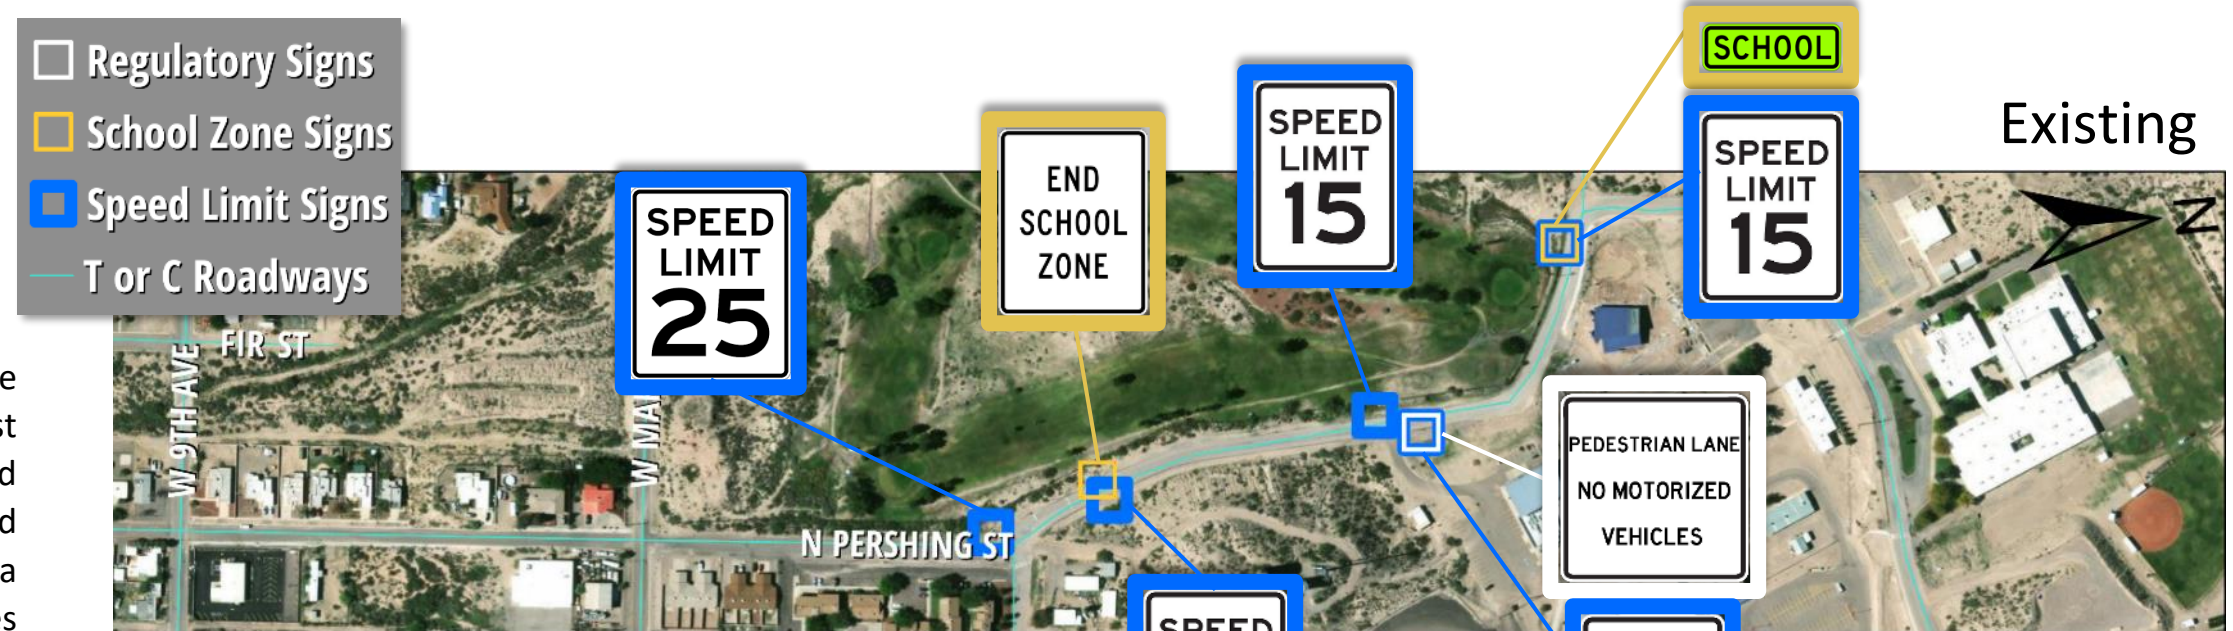 Regulatory Signs
School Zone Signs
Speed Limit Signs
T or C Roadways
SCHOOL
SPEED
LIMIT
15
Existing
N
SPEED
LIMIT
15
END
SCHOOL
ZONE
SPEED
LIMIT
25
FIR ST
W 9TH AVE
W MAI
PEDESTRIAN LANE
NO MOTORIZED
VEHICLES
N PERSHING ST
SPEED